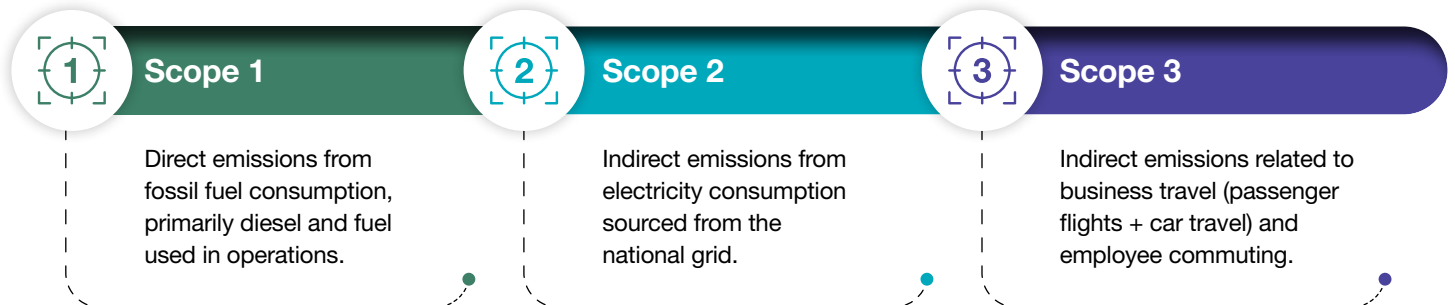 1
Scope 1
Direct emissions from
fossil fuel consumption,
primarily diesel and fuel
used in operations.
2
Scope 2
Indirect emissions from
electricity consumption
sourced from the
national grid.
3
Scope 3
Indirect emissions related to
business travel (passenger
flights + car travel) and
employee commuting.